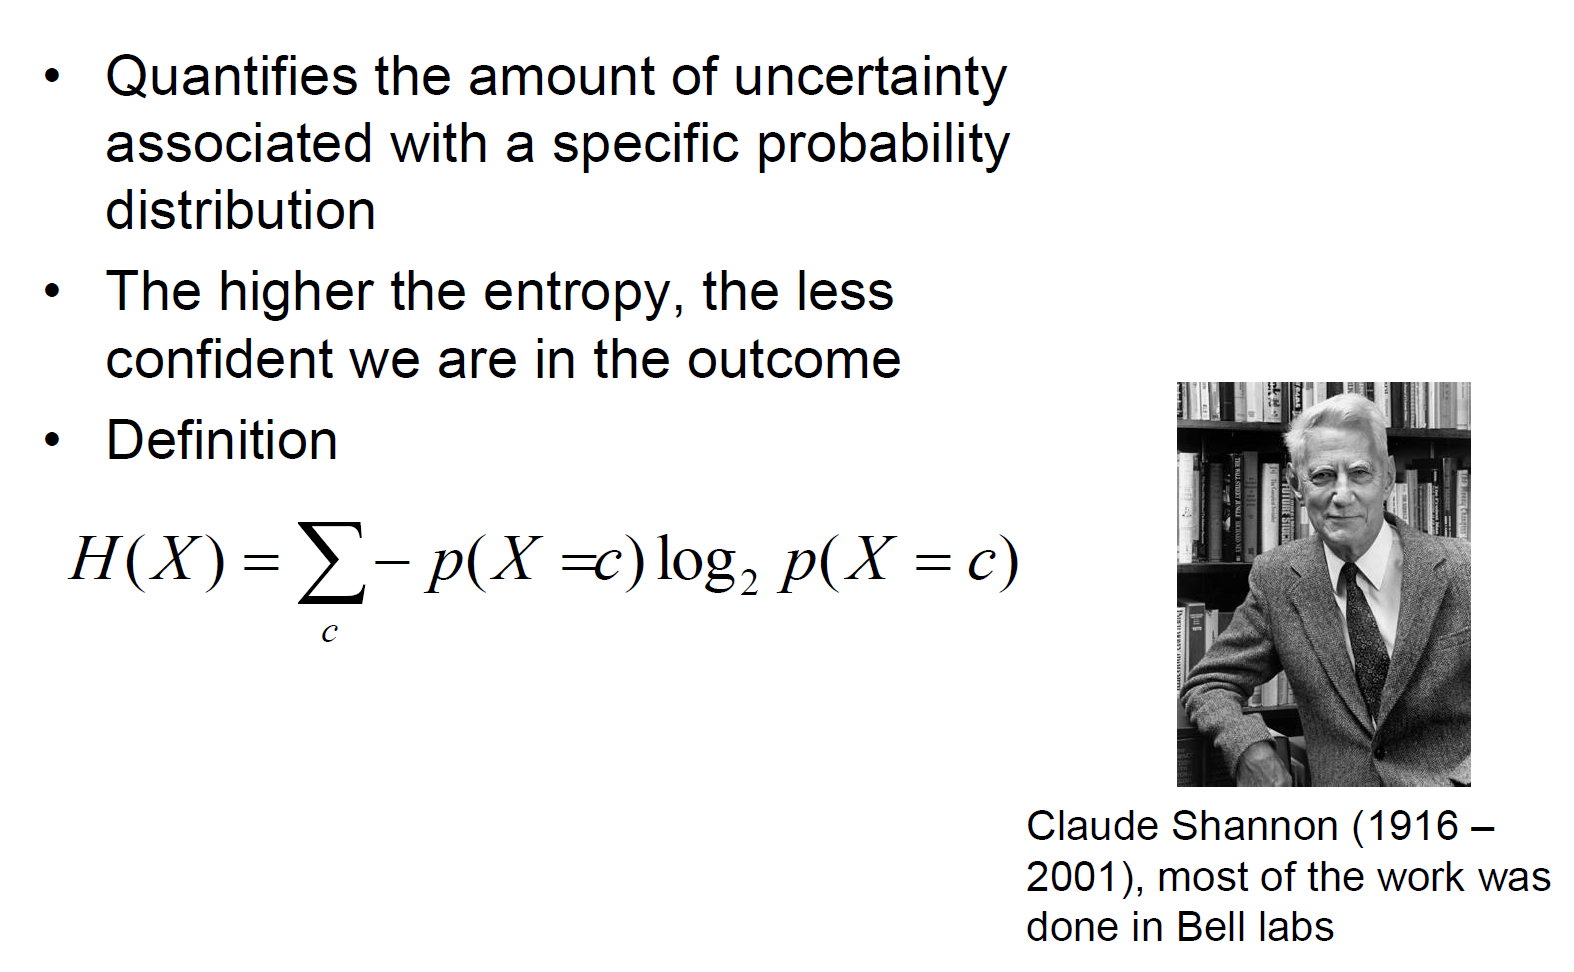 • Quantifies the amount of uncertainty
associated with a specific probability
distribution
• The higher the entropy, the less
confident we are in the outcome
• Definition
H(X) = ∑ − p(X =c) log₂ p(X = c)
c
Claude Shannon (1916 –
2001), most of the work was
done in Bell labs